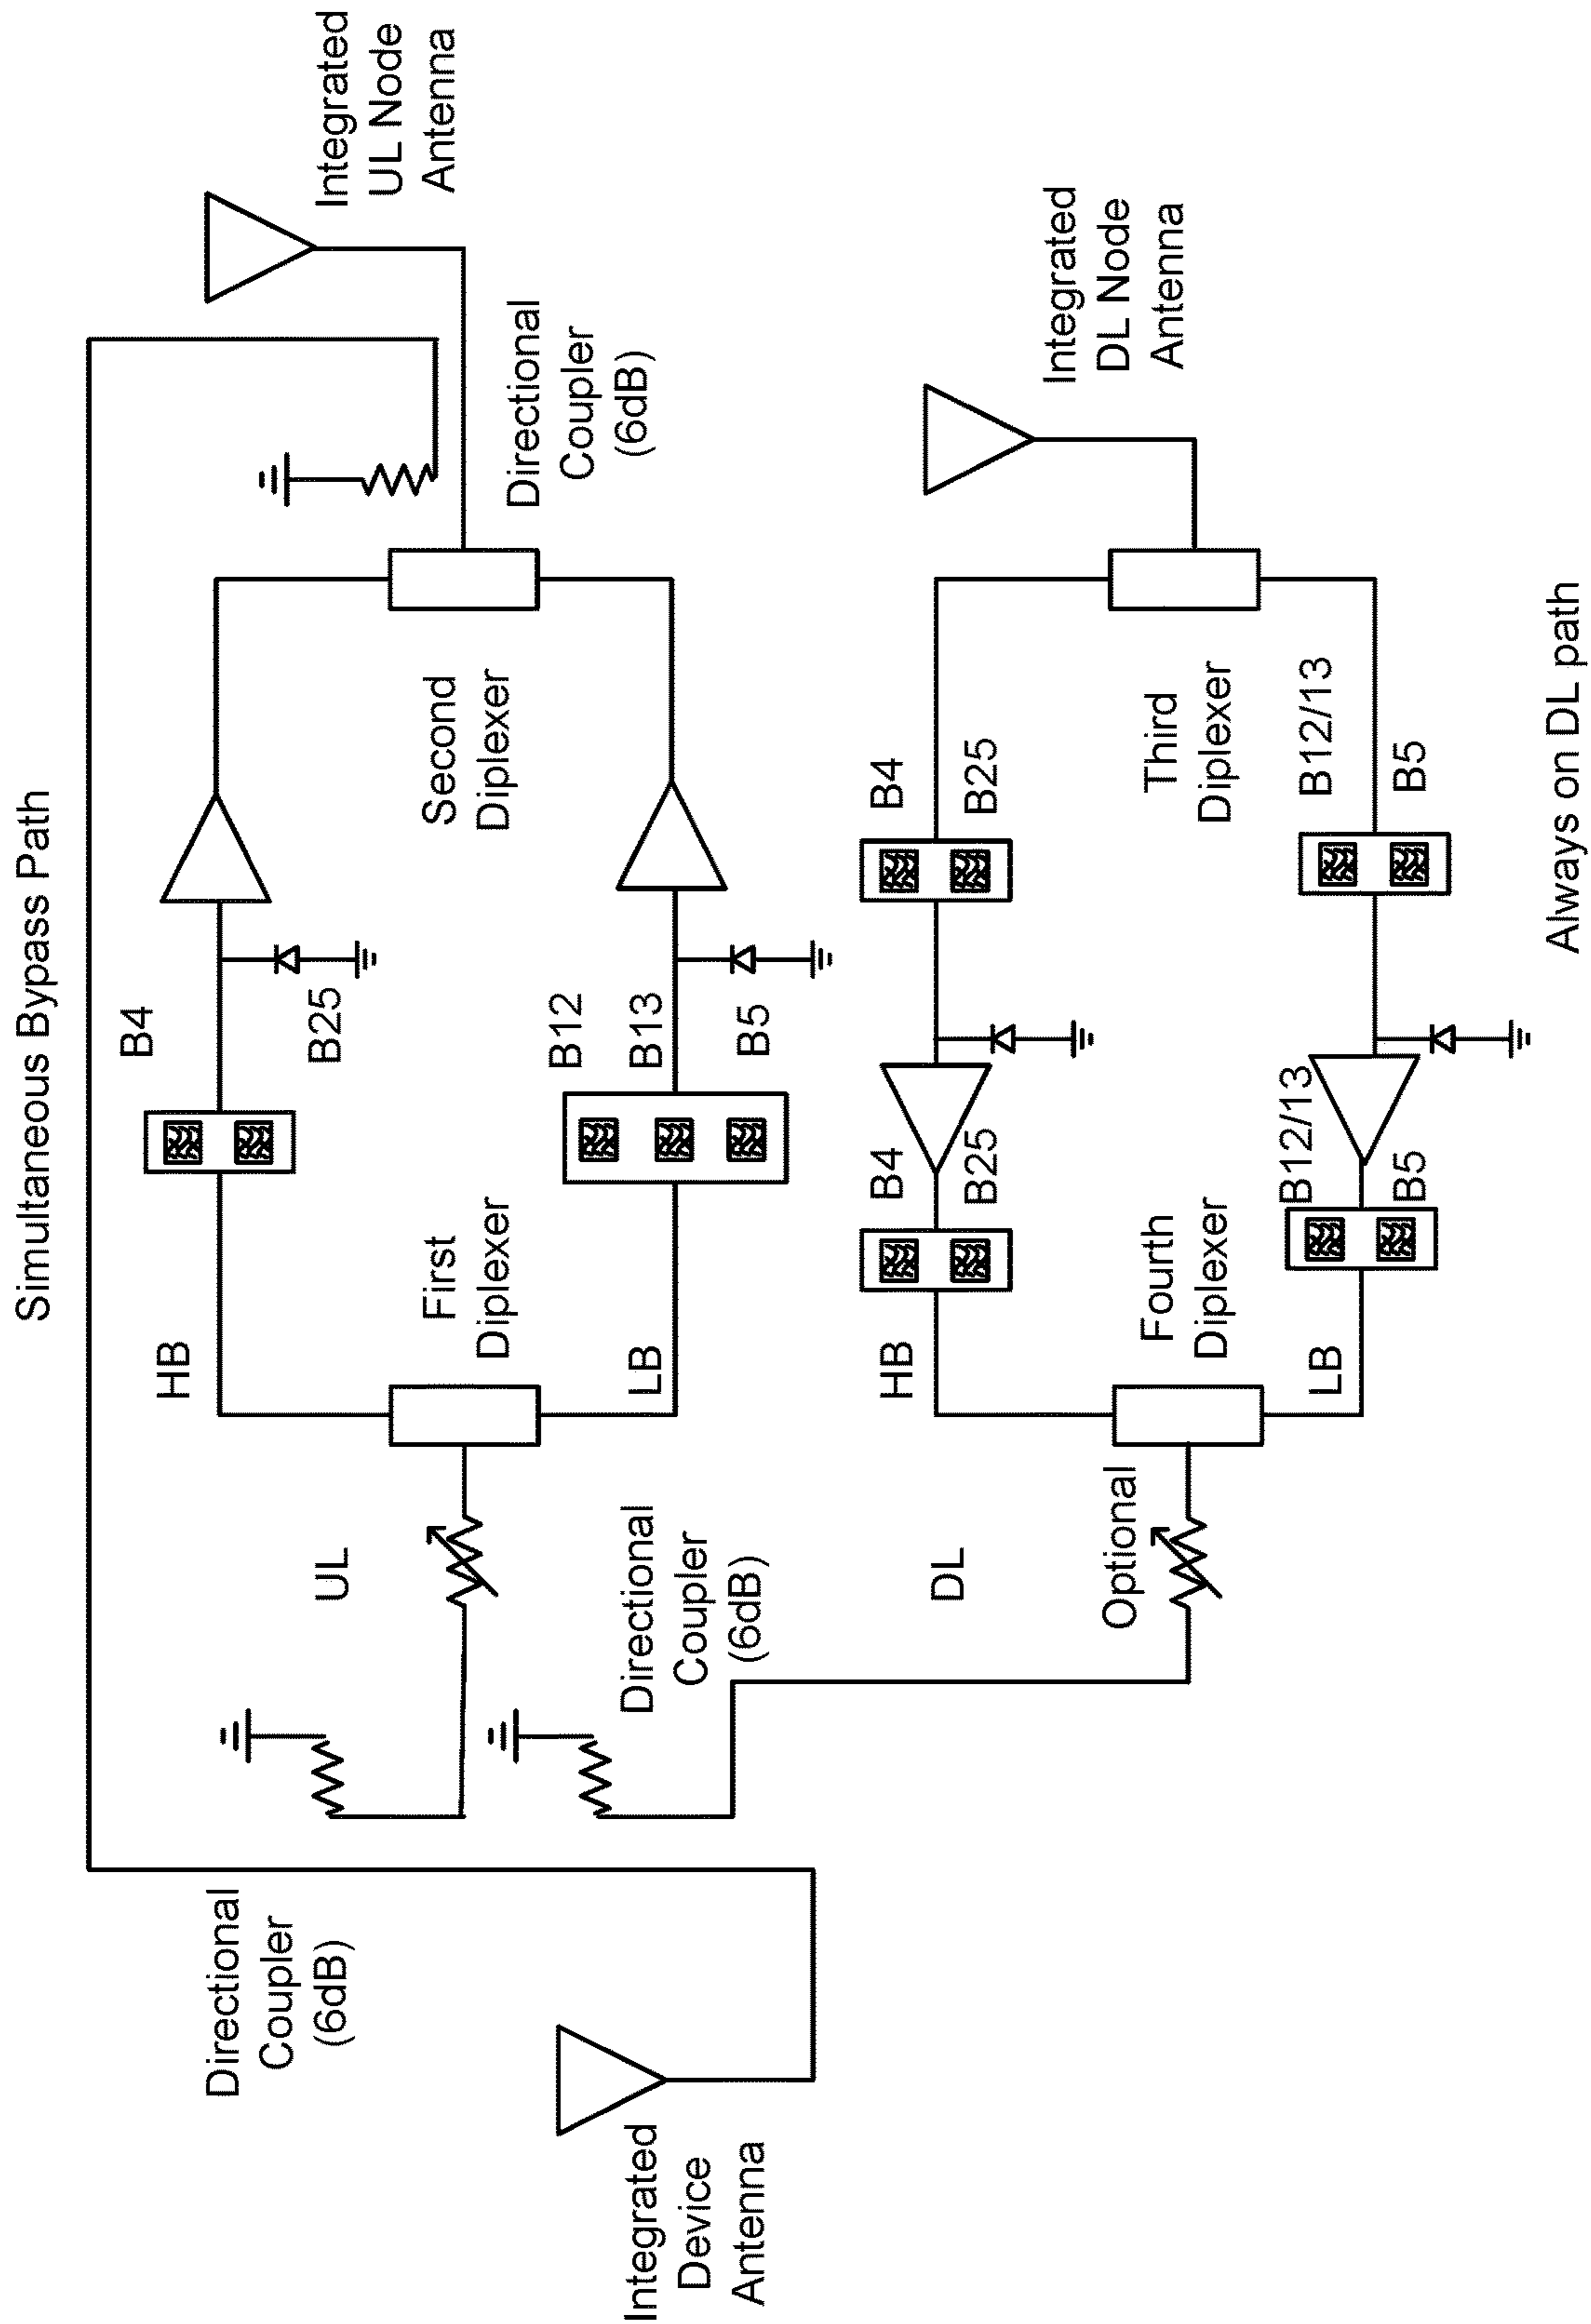 Simultaneous Bypass Path
Directional
Coupler
(6dB)
Integrated
Device
Antenna
UL
Directional
Coupler
(6dB)
HB
First
Diplexer
LB
B4
B25
B12
B13
B5
Second
Diplexer
Directional
Coupler
(6dB)
Integrated
UL Node
Antenna
DL
Optional
HB
Fourth
Diplexer
LB
B4
B25
B12/13
B5
B4
B25
Third
Diplexer
B12/13
B5
Integrated
DL Node
Antenna
Always on DL path